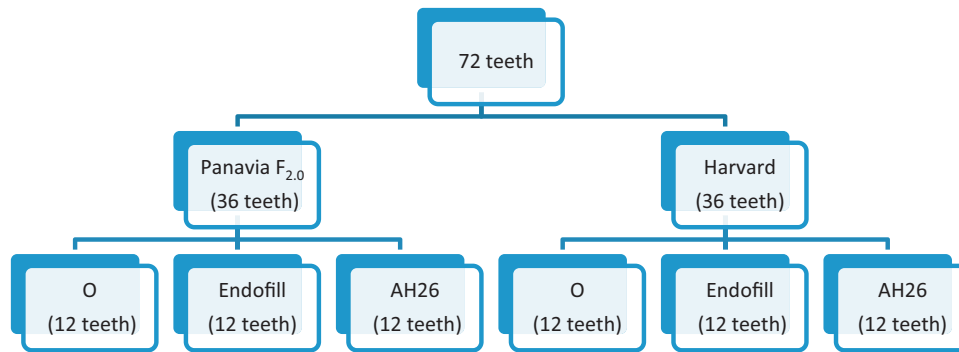 72 teeth
Panavia F2.0
(36 teeth)
Harvard
(36 teeth)
O
(12 teeth)
Endofill
(12 teeth)
AH26
(12 teeth)
O
(12 teeth)
Endofill
(12 teeth)
AH26
(12 teeth)